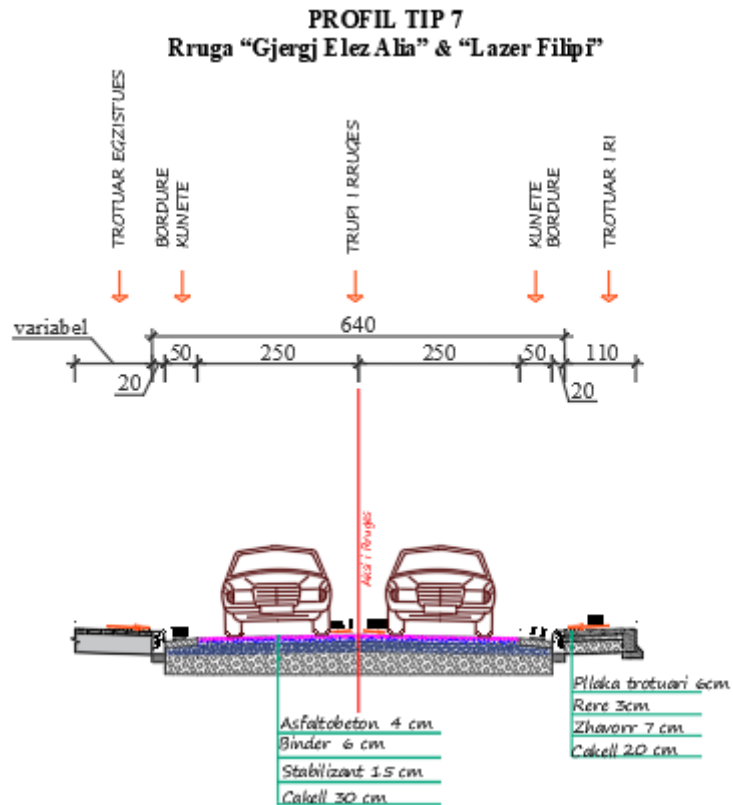 PROFIL TIP 7
Rruga “Gjergj Elez Alia” & “Lazer Filipi”
TROTUAR EGZISTUES
BORDURE
KUNETE
TRUPI I RRUGES
KUNETE
BORDURE
TROTUAR I RI
variabel
640
50
250
250
50
110
20
20
Aksi i Rruges
Asfaltobeton 4 cm
Binder 6 cm
Stabilizant 15 cm
Cakell 30 cm
Pllaka trotuari 6cm
Rere 3cm
Zhavorr 7 cm
Cakell 20 cm